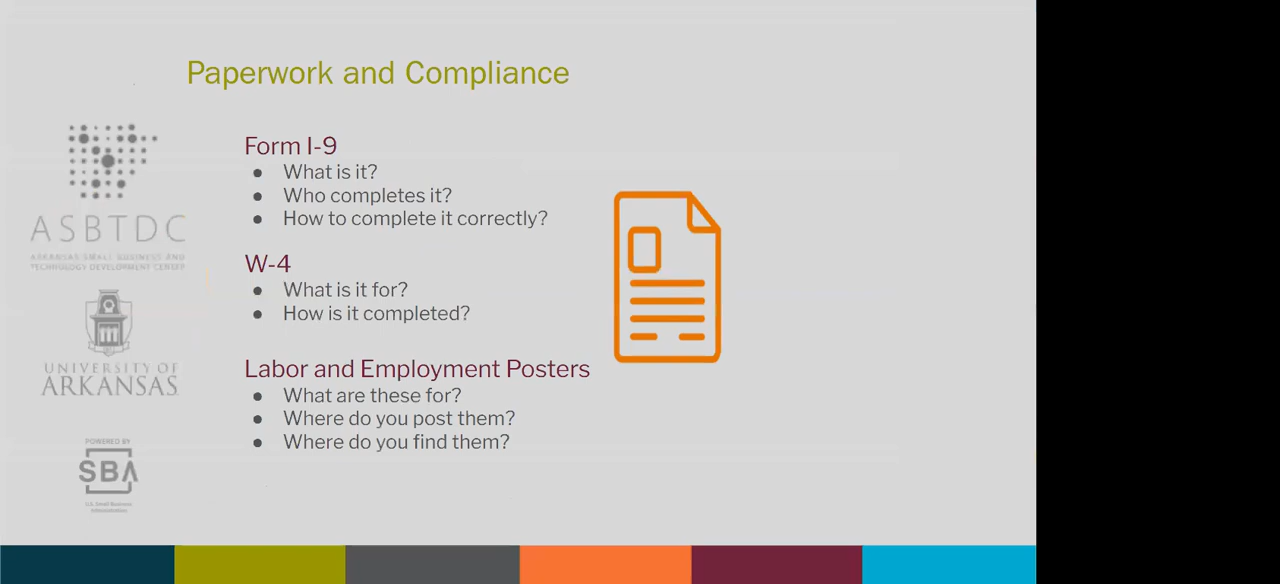 Paperwork and Compliance
Form I-9
● What is it?
● Who completes it?
● How to complete it correctly?
W-4
● What is it for?
● How is it completed?
Labor and Employment Posters
● What are these for?
● Where do you post them?
● Where do you find them?
ASBTDC
ARKANSAS SMALL BUSINESS AND
TECHNOLOGY DEVELOPMENT CENTER
UNIVERSITY OF
ARKANSAS
POWERED BY
SBA
U.S. Small Business
Administration